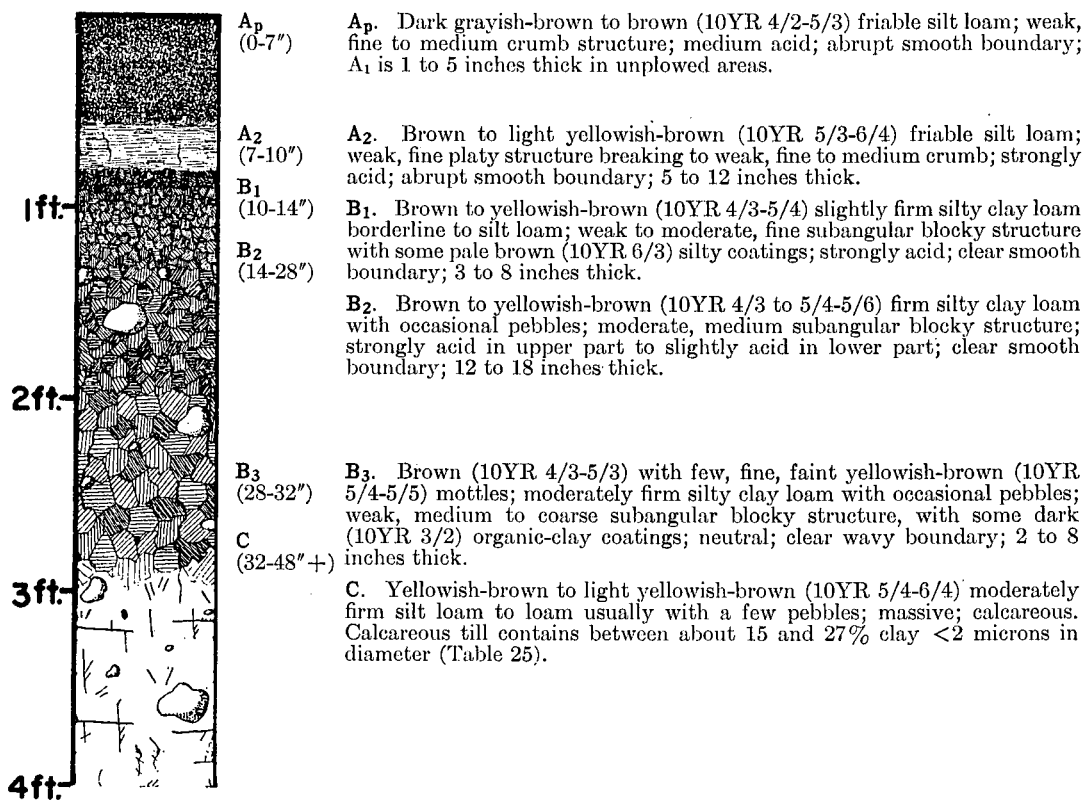 Ap
(0-7″)
Ap. Dark grayish-brown to brown (10YR 4/2-5/3) friable silt loam; weak,
fine to medium crumb structure; medium acid; abrupt smooth boundary;
A1 is 1 to 5 inches thick in unplowed areas.
A2
(7-10″)
A2. Brown to light yellowish-brown (10YR 5/3-6/4) friable silt loam;
weak, fine platy structure breaking to weak, fine to medium crumb; strongly
acid; abrupt smooth boundary; 5 to 12 inches thick.
1ft.
B1
(10-14″)
B1. Brown to yellowish-brown (10YR 4/3-5/4) slightly firm silty clay loam
borderline to silt loam; weak to moderate, fine subangular blocky structure
with some pale brown (10YR 6/3) silty coatings; strongly acid; clear smooth
boundary; 3 to 8 inches thick.
B2
(14-28″)
B2. Brown to yellowish-brown (10YR 4/3 to 5/4-5/6) firm silty clay loam
with occasional pebbles; moderate, medium subangular blocky structure;
strongly acid in upper part to slightly acid in lower part; clear smooth
boundary; 12 to 18 inches thick.
2ft.
B3
(28-32″)
B3. Brown (10YR 4/3-5/3) with few, fine, faint yellowish-brown (10YR
5/4-5/5) mottles; moderately firm silty clay loam with occasional pebbles;
weak, medium to coarse subangular blocky structure, with some dark
(10YR 3/2) organic-clay coatings; neutral; clear wavy boundary; 2 to 8
inches thick.
C
(32-48″+)
3ft.
C. Yellowish-brown to light yellowish-brown (10YR 5/4-6/4) moderately
firm silt loam to loam usually with a few pebbles; massive; calcareous.
Calcareous till contains between about 15 and 27% clay <2 microns in
diameter (Table 25).
4ft.